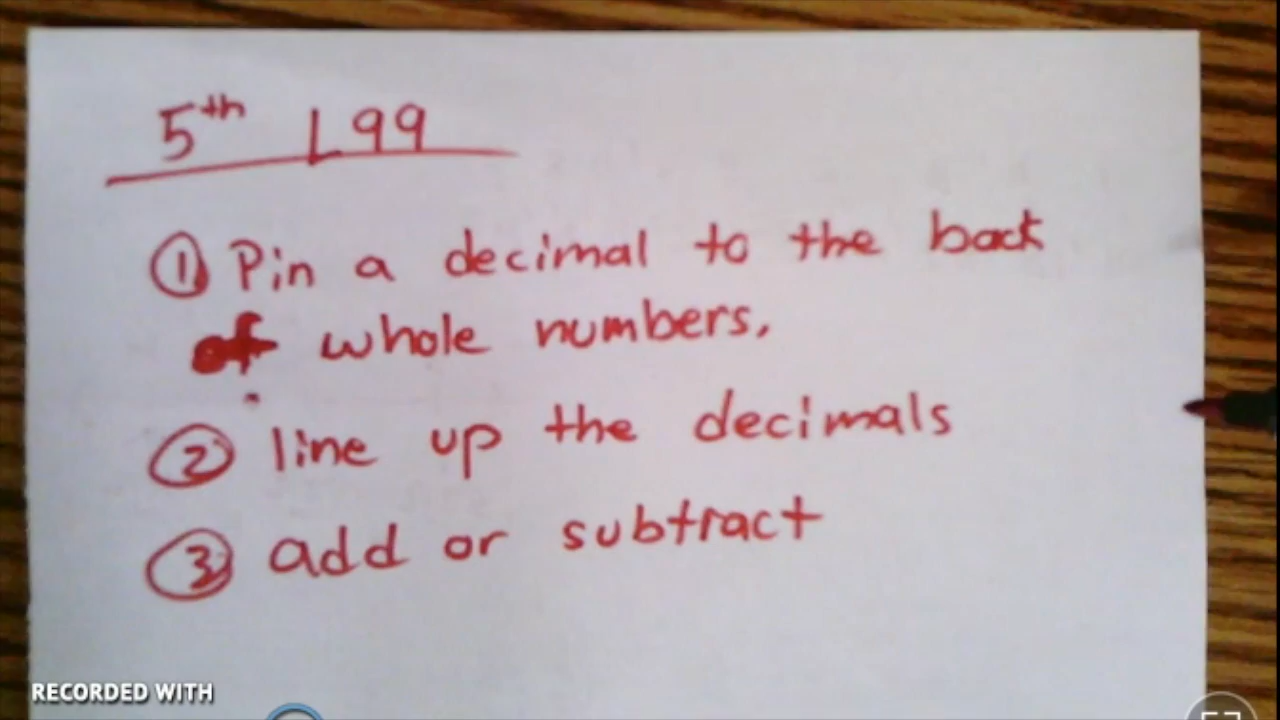 5th L99
① Pin a decimal to the back
of whole numbers.
② line up the decimals
③ add or subtract
RECORDED WITH